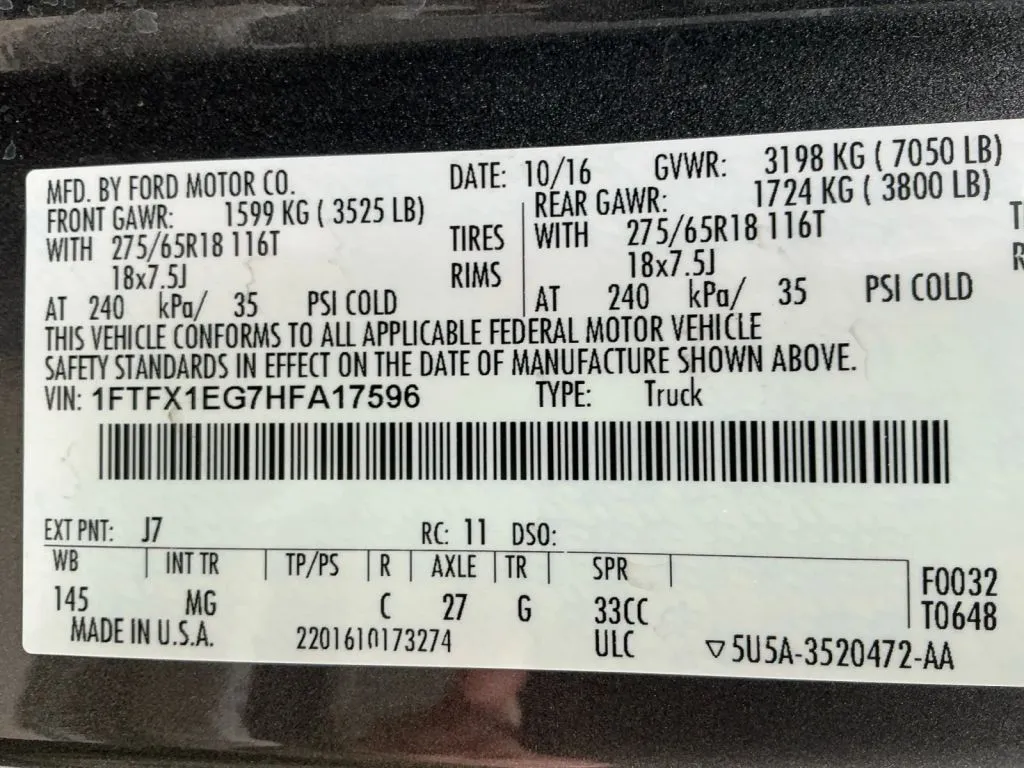 MFD. BY FORD MOTOR CO. DATE: 10/16 GVWR: 3198 KG ( 7050 LB)
FRONT GAWR: 1599 KG ( 3525 LB) REAR GAWR: 1724 KG ( 3800 LB)
WITH 275/65R18 116T TIRES WITH 275/65R18 116T
18x7.5J RIMS 18x7.5J
AT 240 kPa/ 35 PSI COLD AT 240 kPa/ 35 PSI COLD
THIS VEHICLE CONFORMS TO ALL APPLICABLE FEDERAL MOTOR VEHICLE
SAFETY STANDARDS IN EFFECT ON THE DATE OF MANUFACTURE SHOWN ABOVE.
VIN: 1FTFX1EG7HFA17596 TYPE: Truck
EXT PNT: J7 RC: 11 DSO:
WB INT TR TP/PS R AXLE TR SPR
F0032
145 MG C 27 G 33CC T0648
MADE IN U.S.A. 2201610173274 ULC ▽5U5A-3520472-AA